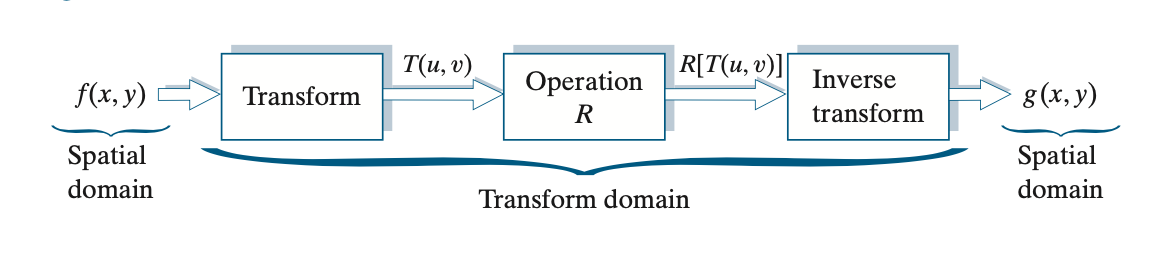 f(x, y)
Transform
T(u, v)
Operation
R
R[T(u, v)]
Inverse
transform
g(x, y)
Spatial
domain
Transform domain
Spatial
domain